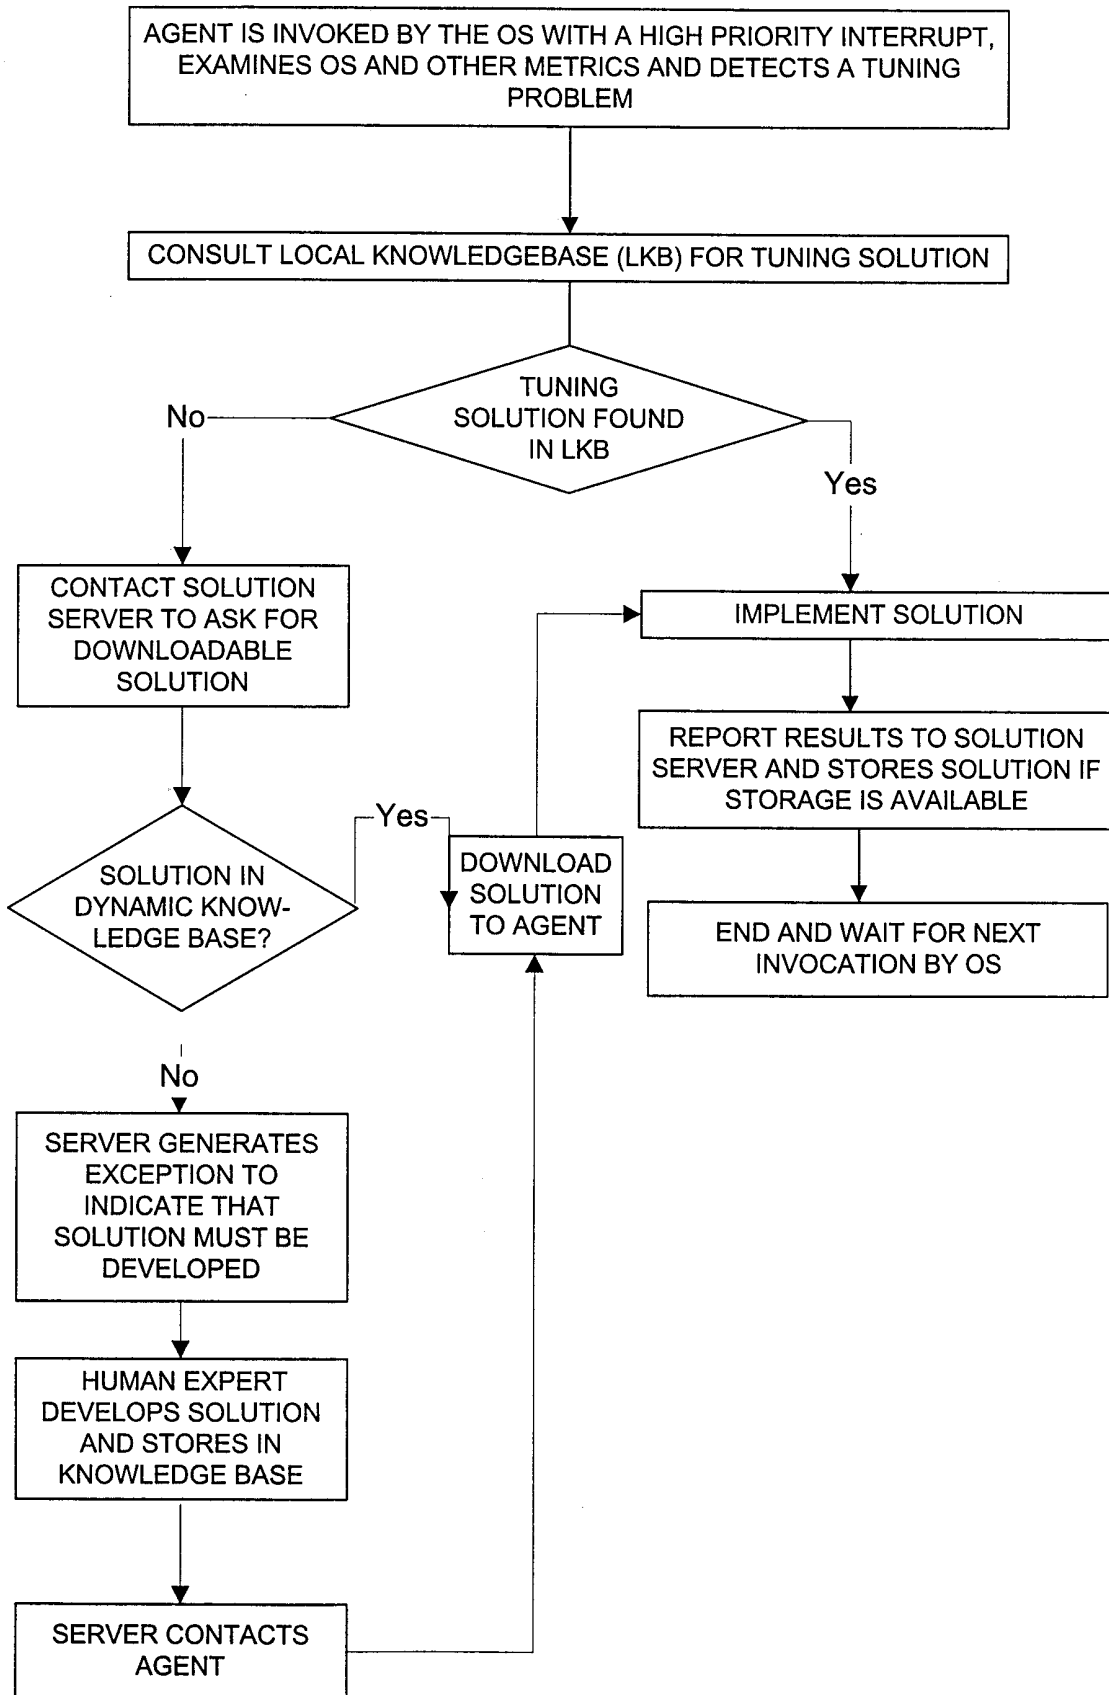 AGENT IS INVOKED BY THE OS WITH A HIGH PRIORITY INTERRUPT,
EXAMINES OS AND OTHER METRICS AND DETECTS A TUNING
PROBLEM
CONSULT LOCAL KNOWLEDGEBASE (LKB) FOR TUNING SOLUTION
TUNING
SOLUTION FOUND
IN LKB
No
Yes
CONTACT SOLUTION
SERVER TO ASK FOR
DOWNLOADABLE
SOLUTION
IMPLEMENT SOLUTION
REPORT RESULTS TO SOLUTION
SERVER AND STORES SOLUTION IF
STORAGE IS AVAILABLE
Yes
SOLUTION IN
DYNAMIC KNOW-
LEDGE BASE?
DOWNLOAD
SOLUTION
TO AGENT
END AND WAIT FOR NEXT
INVOCATION BY OS
No
SERVER GENERATES
EXCEPTION TO
INDICATE THAT
SOLUTION MUST BE
DEVELOPED
HUMAN EXPERT
DEVELOPS SOLUTION
AND STORES IN
KNOWLEDGE BASE
SERVER CONTACTS
AGENT